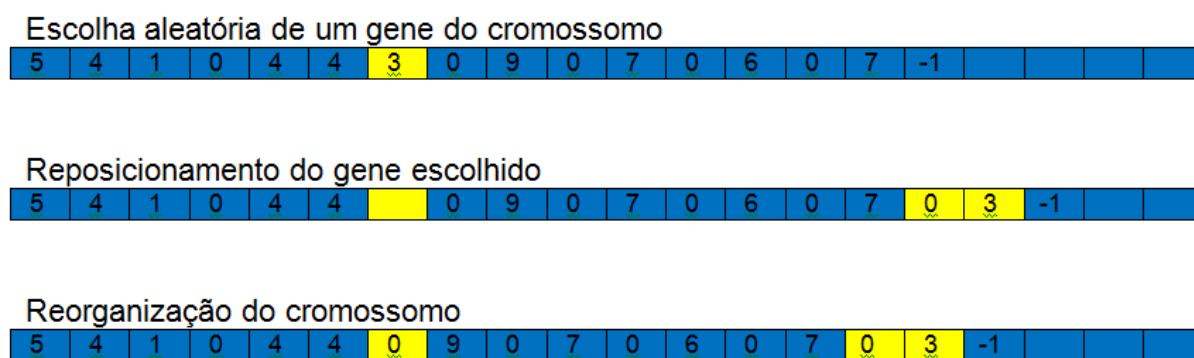 Escolha aleatória de um gene do cromossomo
5 4 1 0 4 4 3 0 9 0 7 0 6 0 7 -1
Reposicionamento do gene escolhido
5 4 1 0 4 4 0 9 0 7 0 6 0 7 0 3 -1
Reorganização do cromossomo
5 4 1 0 4 4 0 9 0 7 0 6 0 7 0 3 -1